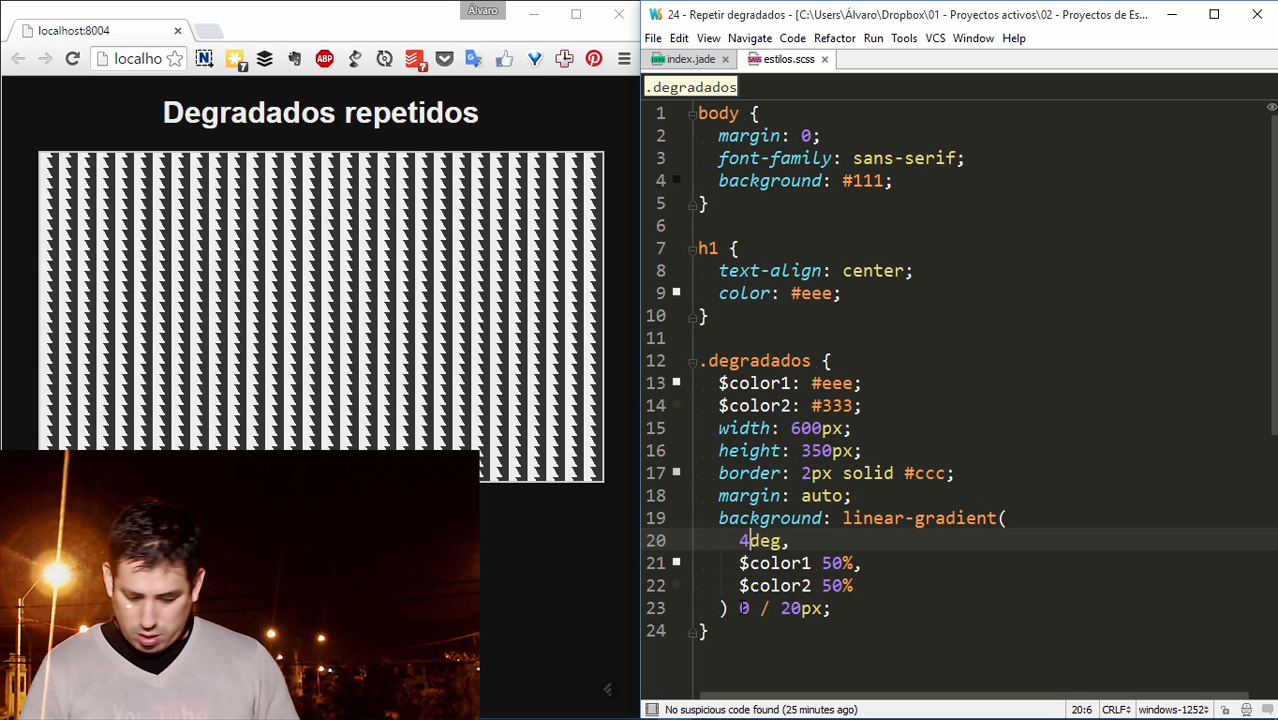 Álvaro
localhost:8004
localho
7
ABP
7
Degradados repetidos
24 - Repetir degradados - [C:\Users\Álvaro\Dropbox\01 - Proyectos activos\02 - Proyectos de Es...
File Edit View Navigate Code Refactor Run Tools VCS Window Help
index.jade
estilos.scss
.degradados
1 body {
2 margin: 0;
3 font-family: sans-serif;
4 background: #111;
5 }
6
7 h1 {
8 text-align: center;
9 color: #eee;
10 }
11
12 .degradados {
13 $color1: #eee;
14 $color2: #333;
15 width: 600px;
16 height: 350px;
17 border: 2px solid #ccc;
18 margin: auto;
19 background: linear-gradient(
20 4deg,
21 $color1 50%,
22 $color2 50%
23 ) 0 / 20px;
24 }
No suspicious code found (25 minutes ago)
20:6 CRLF windows-1252